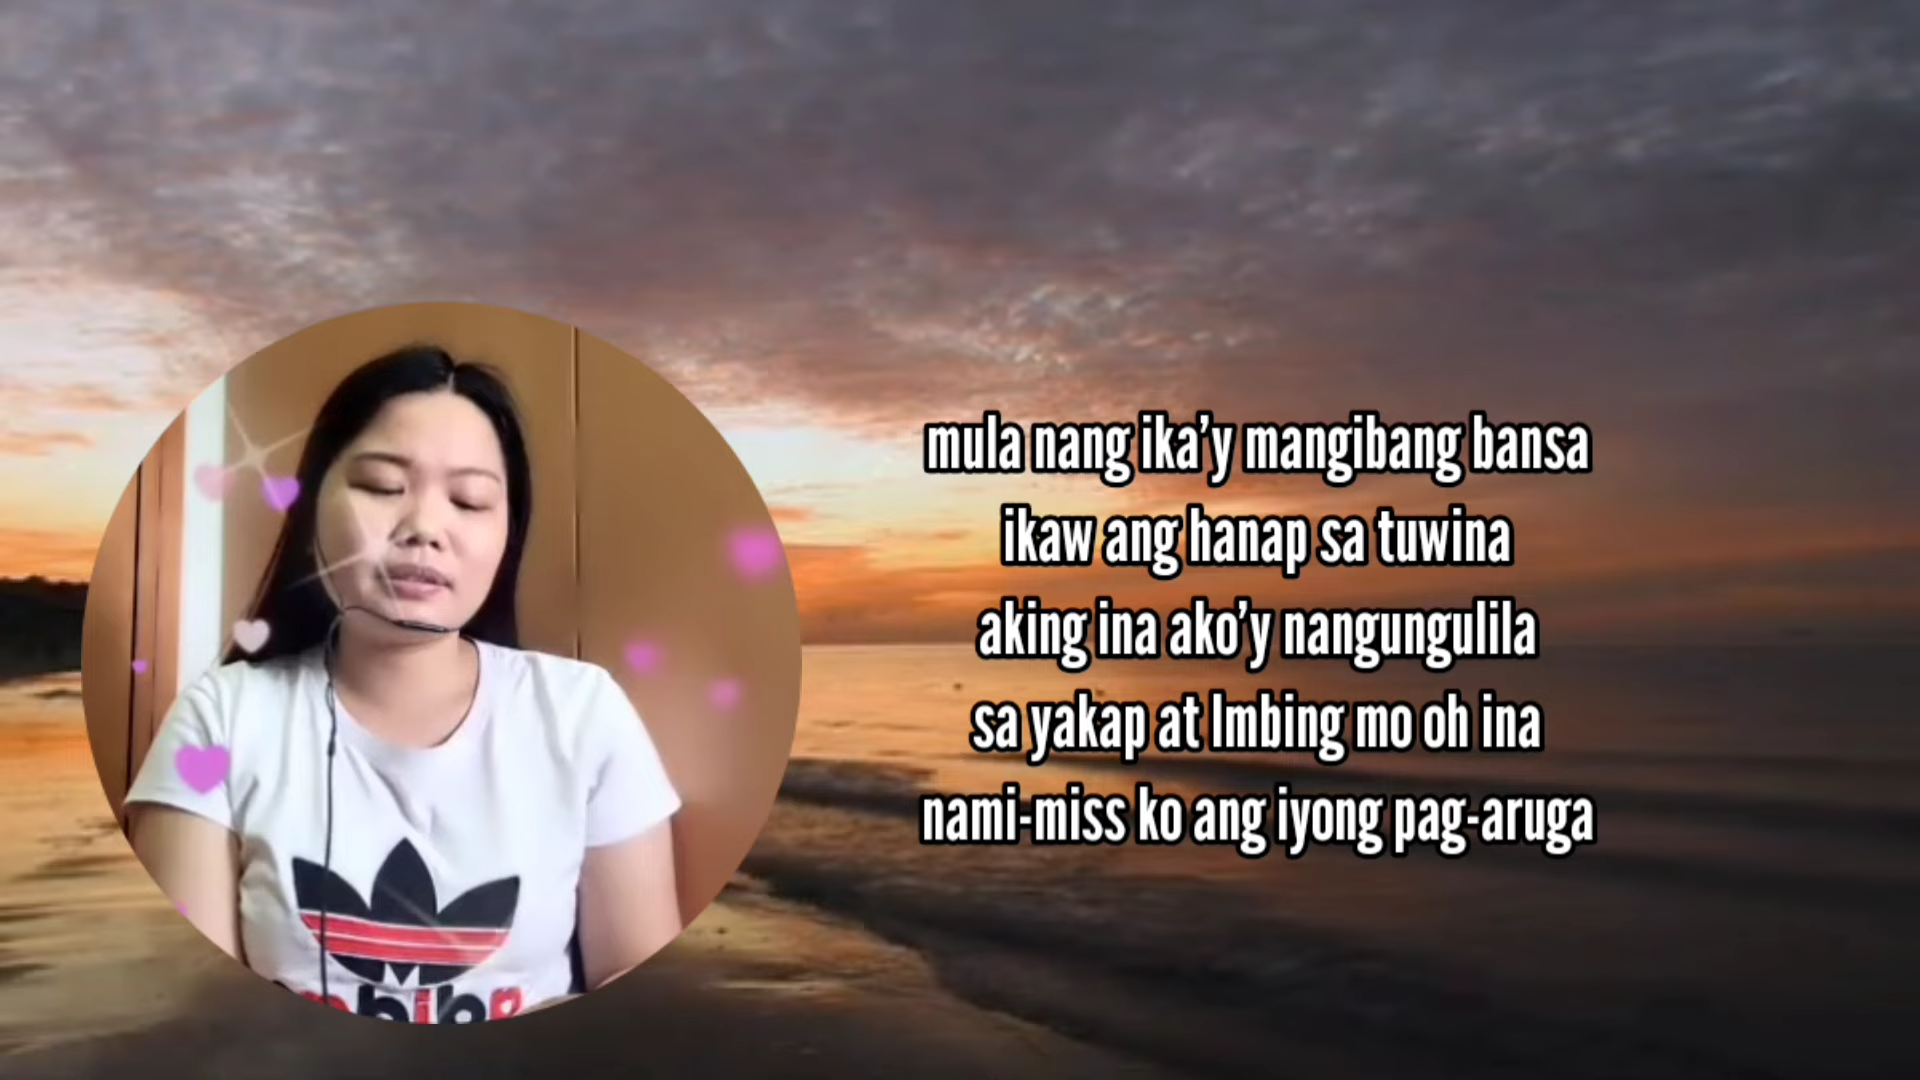 mula nang ika'y mangibang bansa
ikaw ang hanap sa tuwina
aking ina ako'y nangungulila
sa yakap at lmbing mo oh ina
nami-miss ko ang iyong pag-aruga